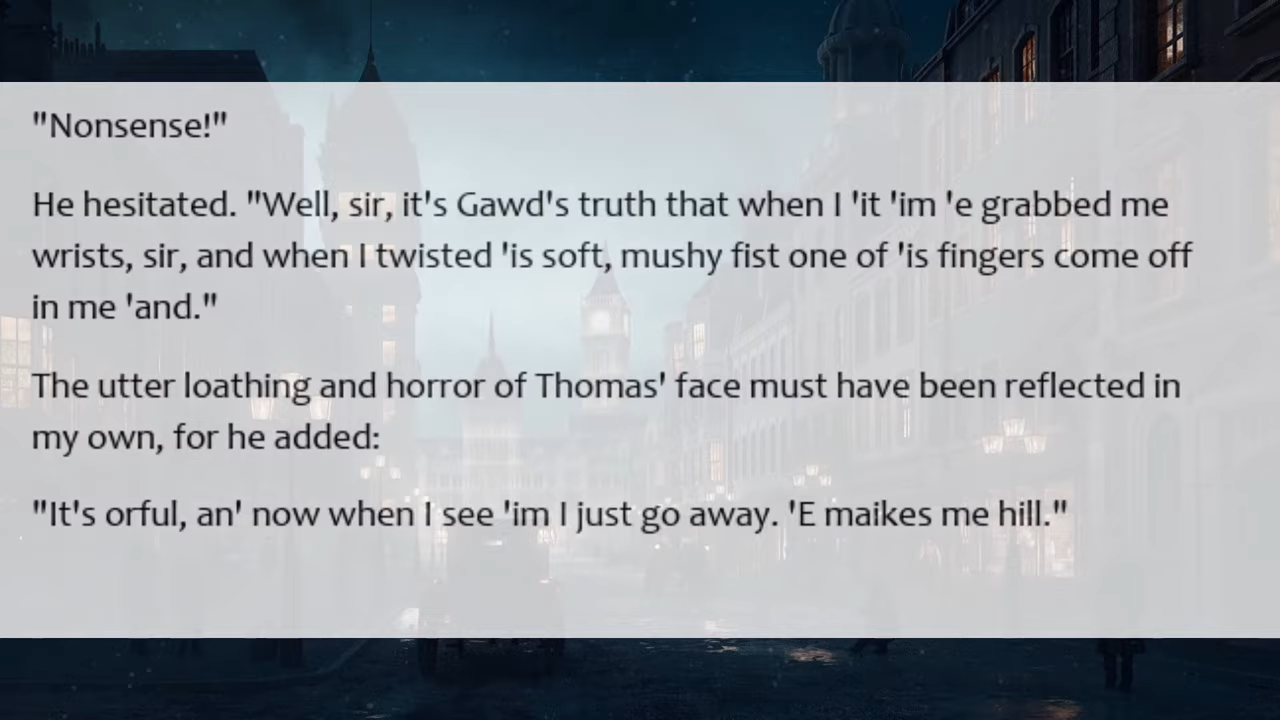 "Nonsense!"
He hesitated. "Well, sir, it's Gawd's truth that when I 'it 'im 'e grabbed me
wrists, sir, and when I twisted 'is soft, mushy fist one of 'is fingers come off
in me 'and."
The utter loathing and horror of Thomas' face must have been reflected in
my own, for he added:
"It's orful, an' now when I see 'im I just go away. 'E maikes me hill."